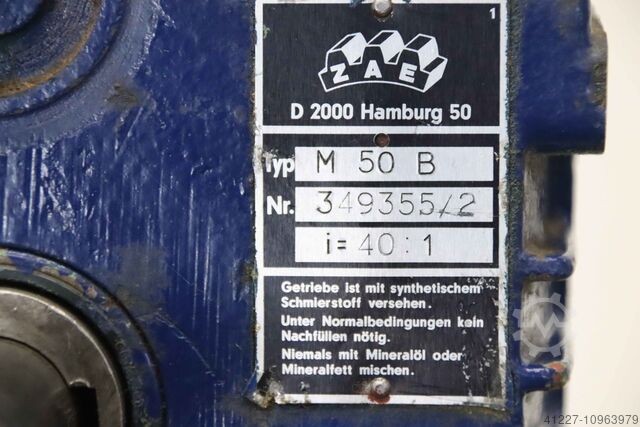 1
ZAE
D 2000 Hamburg 50
Typ M 50 B
Nr. 349355/2
i= 40:1
Getriebe ist mit synthetischem
Schmierstoff versehen.
Unter Normalbedingungen kein
Nachfüllen nötig.
Niemals mit Mineralöl oder
Mineralfett mischen.
41227-10963979